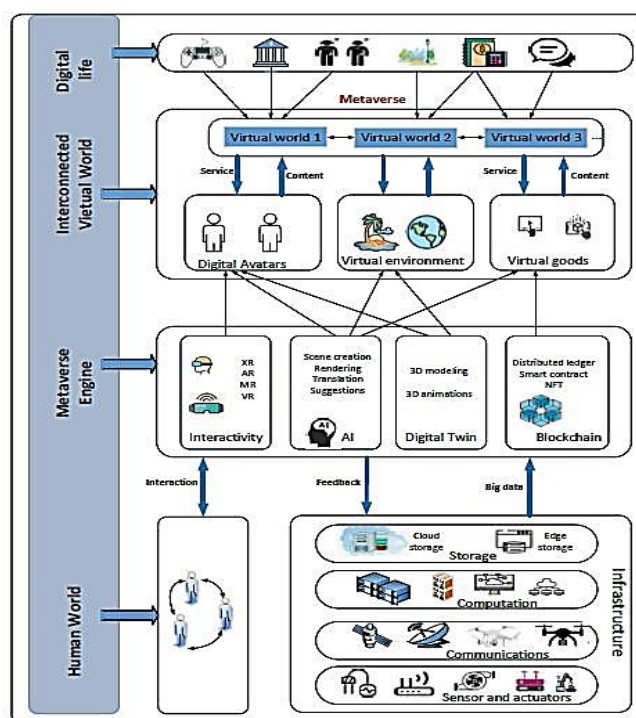 Digital life
Metaverse
Interconnected Vietual World
Virtual world 1
Virtual world 2
Virtual world 3
Service
Content
Service
Content
Digital Avatars
Virtual environment
Virtual goods
Metaverse Engine
XR
AR
MR
VR
Interactivity
Scene creation
Rendering
Translation
Suggestions
AI
AI
3D modeling
3D animations
Digital Twin
Distributed ledger
Smart contract
NFT
Blockchain
Interaction
Feedback
Big data
Human World
Cloud storage
Edge storage
Storage
Computation
Communications
Sensor and actuators
Infrastructure